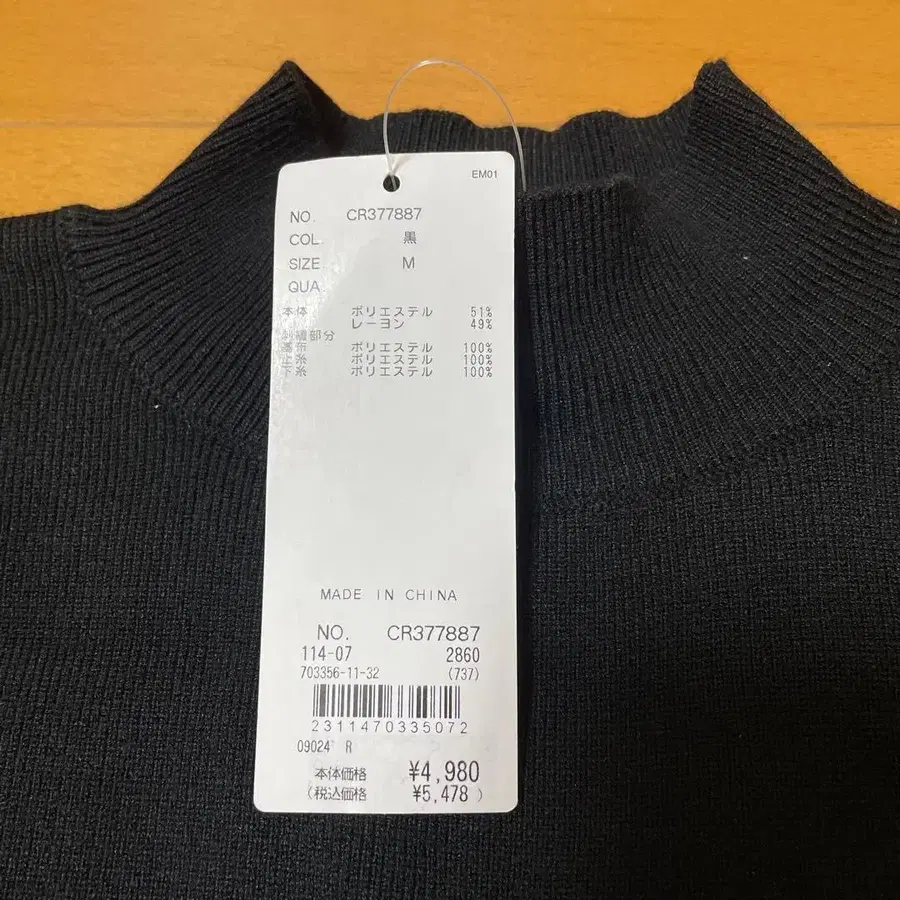 EM01
NO. CR377887
COL. 黒
SIZE M
QUA
本体 ポリエステル 51%
レーヨン 49%
刺繍部分
基布 ポリエステル 100%
上糸 ポリエステル 100%
下糸 ポリエステル 100%
MADE IN CHINA
NO. CR377887
114-07 2860
703356-11-32 (737)
2311470335072
09024 R
本体価格 ¥4,980
(税込価格 ¥5,478)